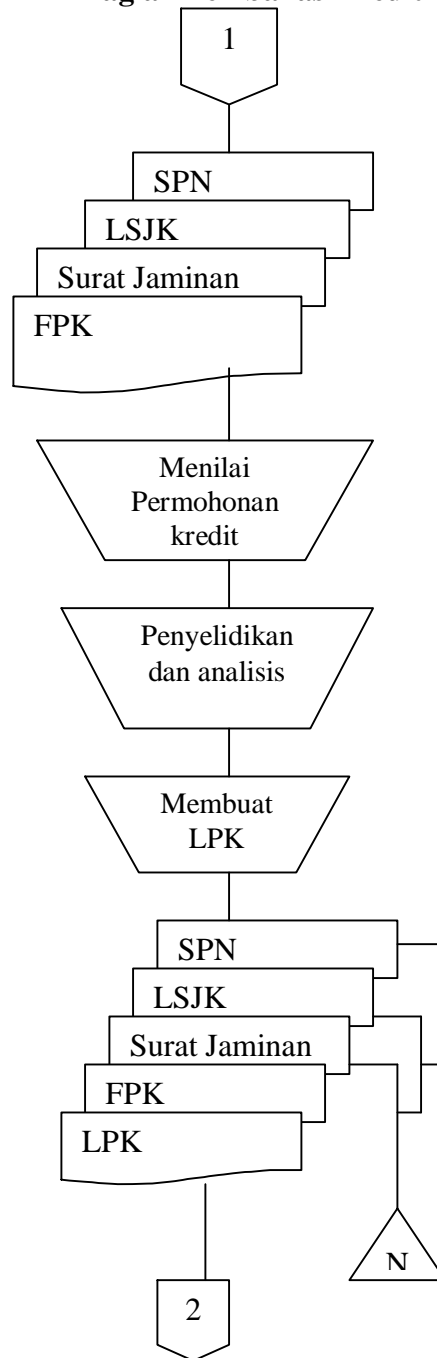 1
SPN
LSJK
Surat Jaminan
FPK
Menilai
Permohonan
kredit
Penyelidikan
dan analisis
Membuat
LPK
SPN
LSJK
Surat Jaminan
FPK
LPK
N
2